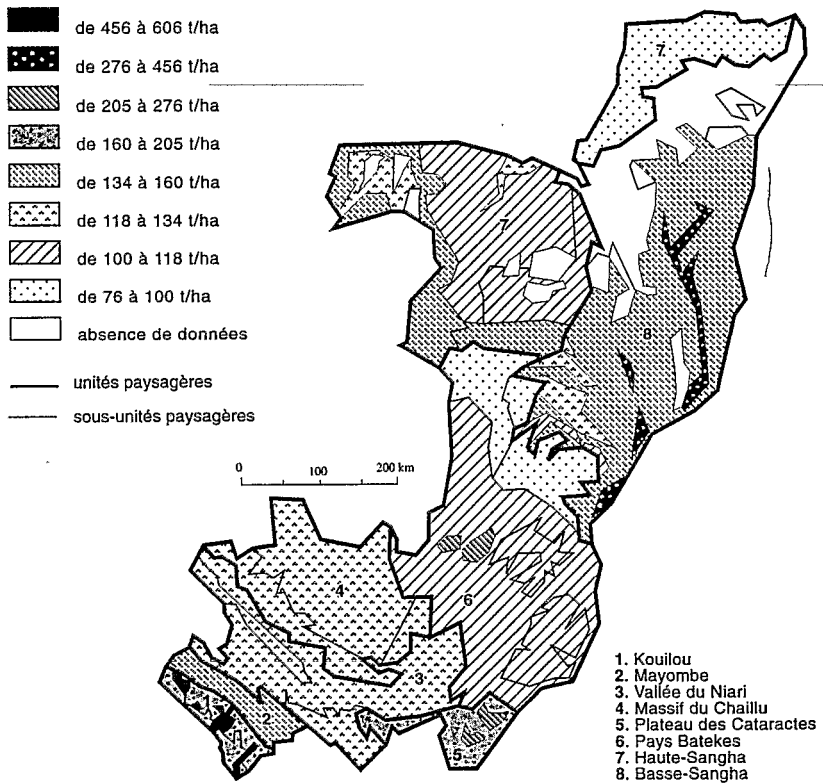 de 456 à 606 t/ha
de 276 à 456 t/ha
de 205 à 276 t/ha
de 160 à 205 t/ha
de 134 à 160 t/ha
de 118 à 134 t/ha
de 100 à 118 t/ha
de 76 à 100 t/ha
absence de données
unités paysagères
sous-unités paysagères
0 100 200 km
7
7
8
4
6
3
2
5
1. Kouilou
2. Mayombe
3. Vallée du Niari
4. Massif du Chaillu
5. Plateau des Cataractes
6. Pays Batekes
7. Haute-Sangha
8. Basse-Sangha